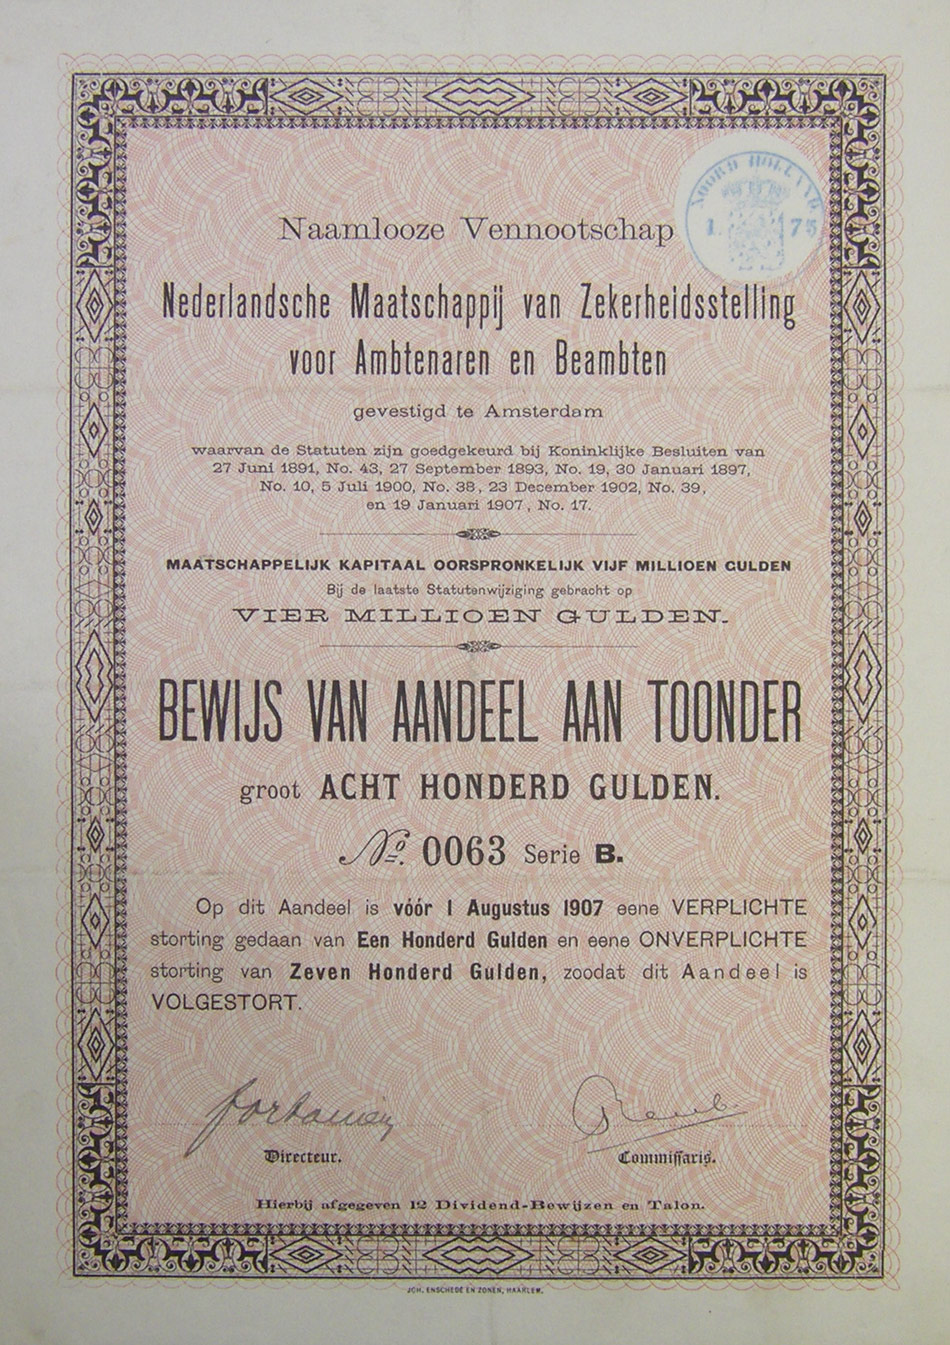 NOORD HOLLAND
75
Naamlooze Vennootschap
Nederlandsche Maatschappij van Zekerheidsstelling
voor Ambtenaren en Beambten
gevestigd te Amsterdam
waarvan de Statuten zijn goedgekeurd bij Koninklijke Besluiten van
27 Juni 1891, No. 43, 27 September 1893, No. 19, 30 Januari 1897,
No. 10, 5 Juli 1900, No. 38, 23 December 1902, No. 39,
en 19 Januari 1907, No. 17.
MAATSCHAPPELIJK KAPITAAL OORSPRONKELIJK VIJF MILLIOEN GULDEN
Bij de laatste Statutenwijziging gebracht op
VIER MILLIOEN GULDEN.
BEWIJS VAN AANDEEL AAN TOONDER
groot ACHT HONDERD GULDEN.
No. 0063 Serie B.
Op dit Aandeel is vóór 1 Augustus 1907 eene VERPLICHTE
storting gedaan van Een Honderd Gulden en eene ONVERPLICHTE
storting van Zeven Honderd Gulden, zoodat dit Aandeel is
VOLGESTORT.
Directeur.
Commissaris.
Hierbij afgegeven 12 Dividend-Bewijzen en Talon.
JOH. ENSCHEDÉ EN ZONEN, HAARLEM.